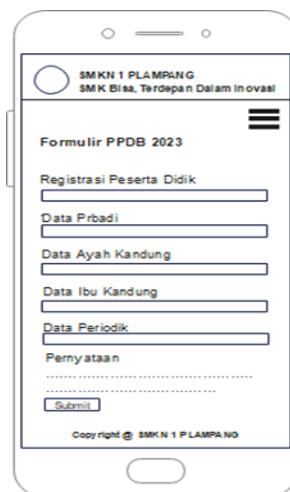 SMKN 1 PLAMPANG
SMK Bisa, Terdepan Dalam Inovasi
Formulir PPDB 2023
Registrasi Peserta Didik
Data Prbadi
Data Ayah Kandung
Data Ibu Kandung
Data Periodik
Pernyataan
Submit
Copyright @ SMKN 1 PLAMPANG